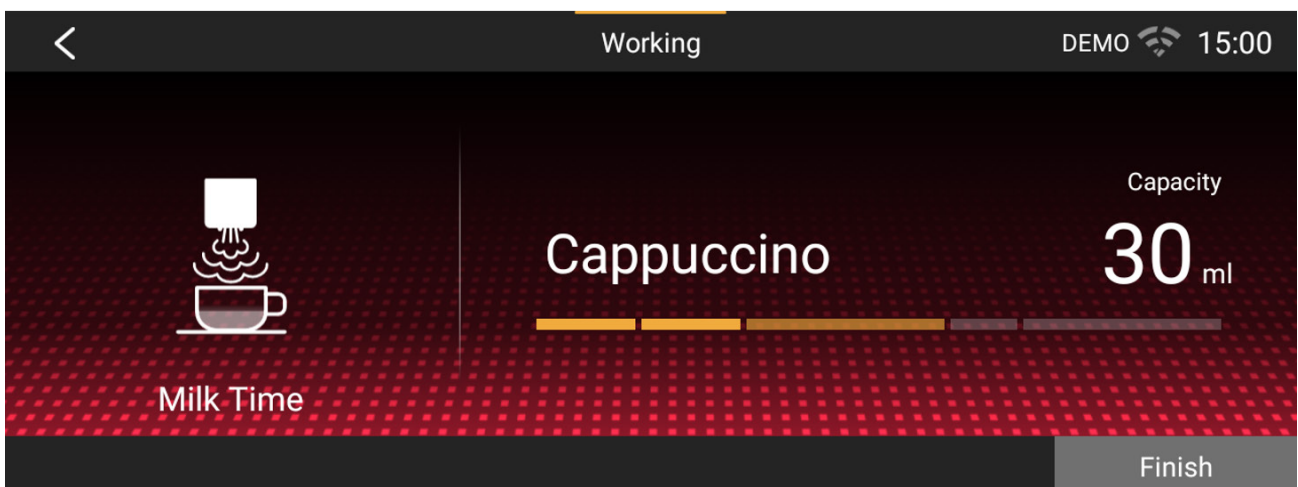 Working
DEMO 15:00
Capacity
Cappuccino
30 ml
Milk Time
Finish